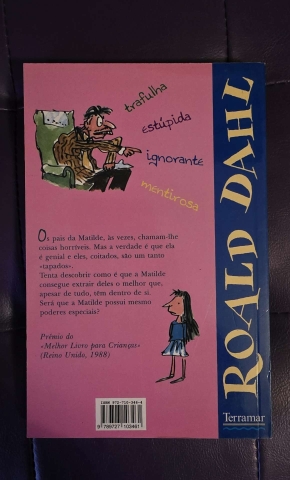 trafulha
estúpida
ignorante
mentirosa
Os pais da Matilde, às vezes, chamam-lhe
coisas horríveis. Mas a verdade é que ela
é genial e eles, coitados, são um tanto
«tapados».
Tenta descobrir como é que a Matilde
consegue extrair deles o melhor que,
apesar de tudo, têm dentro de si.
Será que a Matilde possui mesmo
poderes especiais?
Prémio do
«Melhor Livro para Crianças»
(Reino Unido, 1988)
ROALD DAHL
Terramar